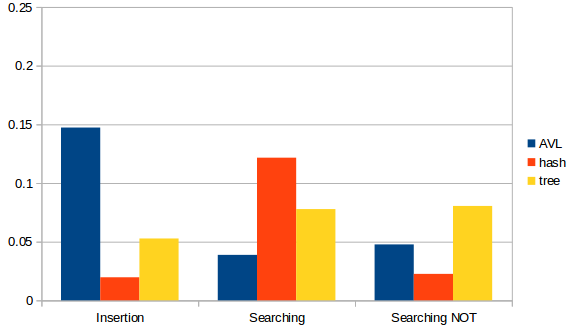 0.25
0.2
0.15
0.1
0.05
0
Insertion
Searching
Searching NOT
AVL
hash
tree